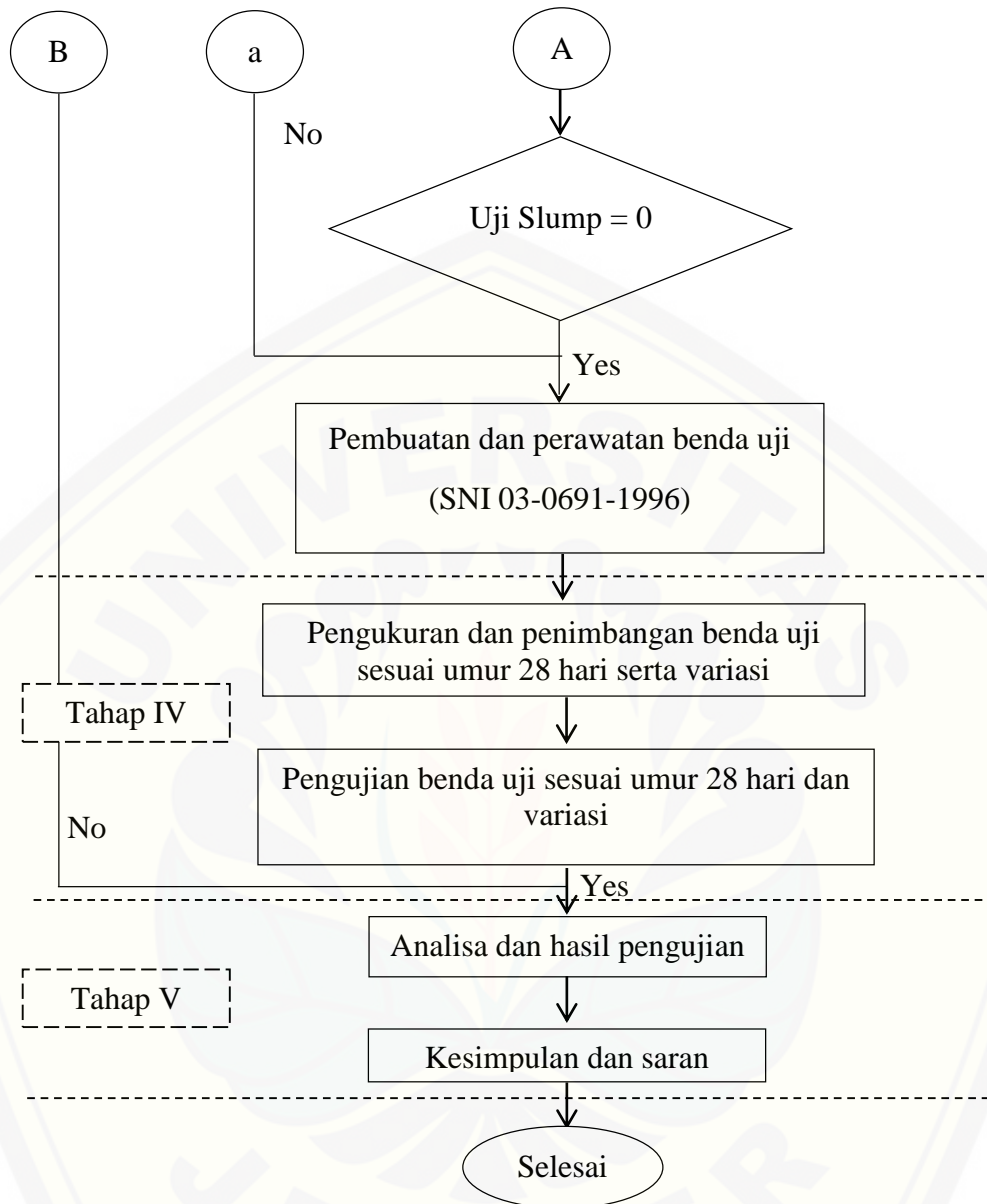 B
a
A
No
Uji Slump = 0
Yes
Pembuatan dan perawatan benda uji
(SNI 03-0691-1996)
Pengukuran dan penimbangan benda uji
sesuai umur 28 hari serta variasi
Tahap IV
Pengujian benda uji sesuai umur 28 hari dan
variasi
No
Yes
Analisa dan hasil pengujian
Tahap V
Kesimpulan dan saran
Selesai
UNIVERSITAS